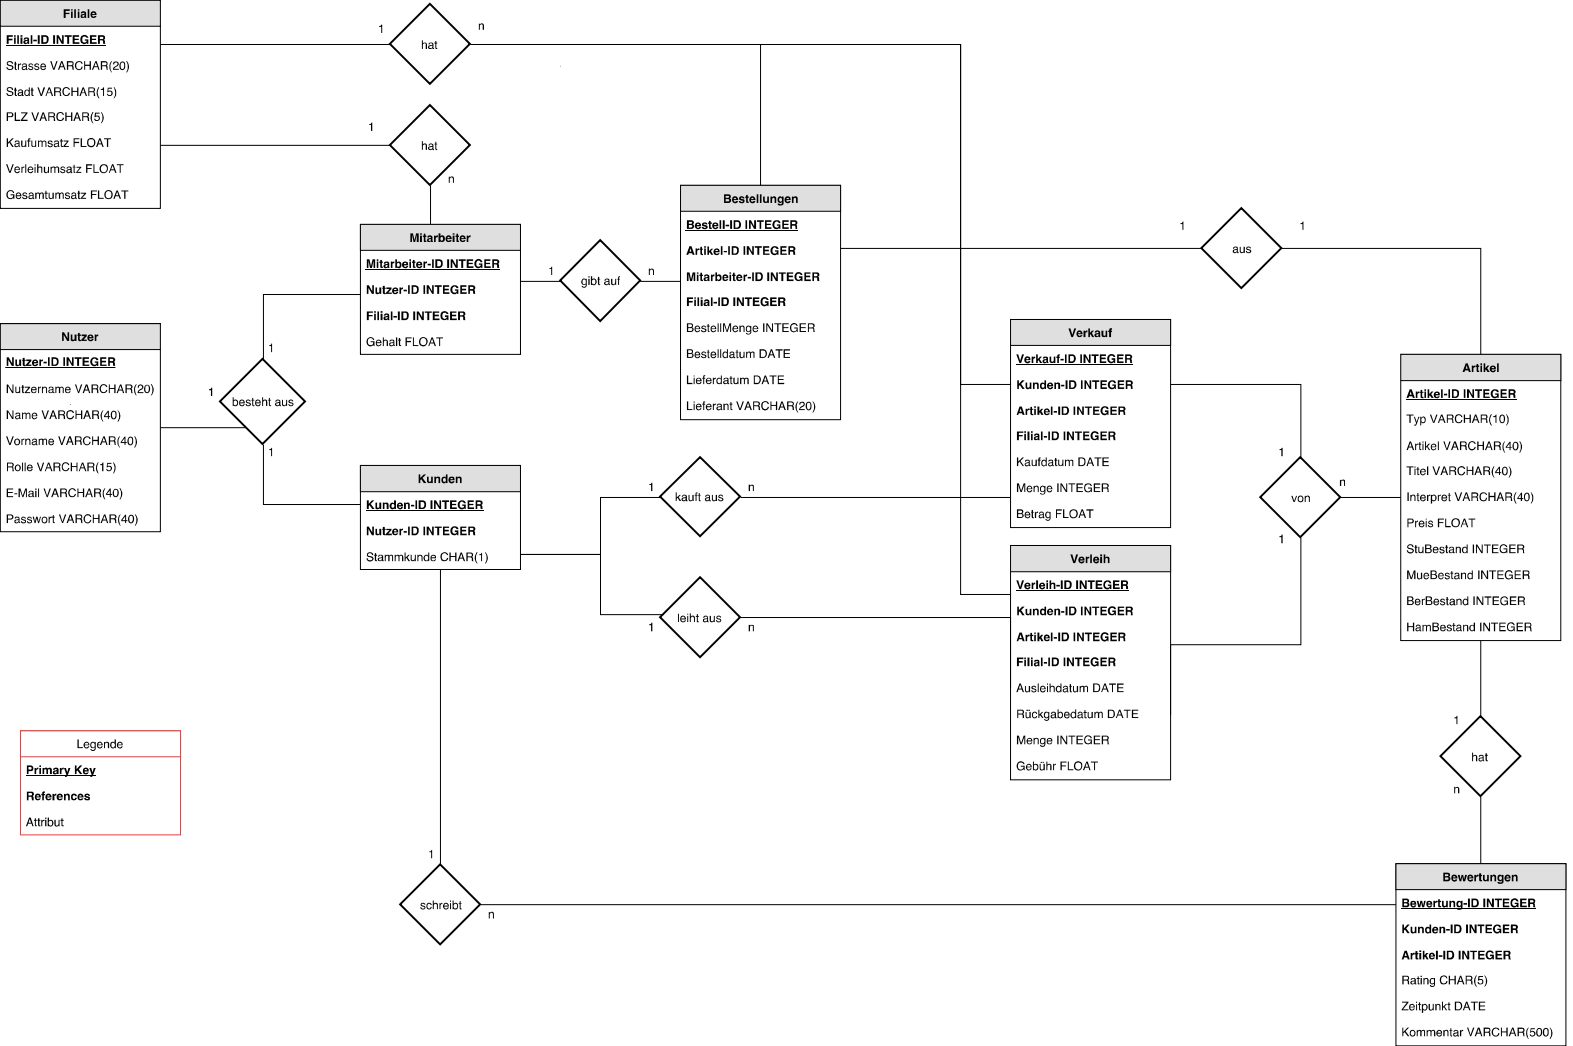 Filiale
Filial-ID INTEGER
Strasse VARCHAR(20)
Stadt VARCHAR(15)
PLZ VARCHAR(5)
Kaufumsatz FLOAT
Verleihumsatz FLOAT
Gesamtumsatz FLOAT
1
hat
n
1
hat
n
Mitarbeiter
Mitarbeiter-ID INTEGER
Nutzer-ID INTEGER
Filial-ID INTEGER
Gehalt FLOAT
1
gibt auf
n
Bestellungen
Bestell-ID INTEGER
Artikel-ID INTEGER
Mitarbeiter-ID INTEGER
Filial-ID INTEGER
BestellMenge INTEGER
Bestelldatum DATE
Lieferdatum DATE
Lieferant VARCHAR(20)
1
aus
1
Nutzer
Nutzer-ID INTEGER
Nutzername VARCHAR(20)
Name VARCHAR(40)
Vorname VARCHAR(40)
Rolle VARCHAR(15)
E-Mail VARCHAR(40)
Passwort VARCHAR(40)
1
1
besteht aus
1
Kunden
Kunden-ID INTEGER
Nutzer-ID INTEGER
Stammkunde CHAR(1)
1
kauft aus
n
1
leiht aus
n
Verkauf
Verkauf-ID INTEGER
Kunden-ID INTEGER
Artikel-ID INTEGER
Filial-ID INTEGER
Kaufdatum DATE
Menge INTEGER
Betrag FLOAT
Verleih
Verleih-ID INTEGER
Kunden-ID INTEGER
Artikel-ID INTEGER
Filial-ID INTEGER
Ausleihdatum DATE
Rückgabedatum DATE
Menge INTEGER
Gebühr FLOAT
1
von
n
1
Artikel
Artikel-ID INTEGER
Typ VARCHAR(10)
Artikel VARCHAR(40)
Titel VARCHAR(40)
Interpret VARCHAR(40)
Preis FLOAT
StuBestand INTEGER
MueBestand INTEGER
BerBestand INTEGER
HamBestand INTEGER
1
hat
n
Legende
Primary Key
References
Attribut
1
schreibt
n
Bewertungen
Bewertung-ID INTEGER
Kunden-ID INTEGER
Artikel-ID INTEGER
Rating CHAR(5)
Zeitpunkt DATE
Kommentar VARCHAR(500)